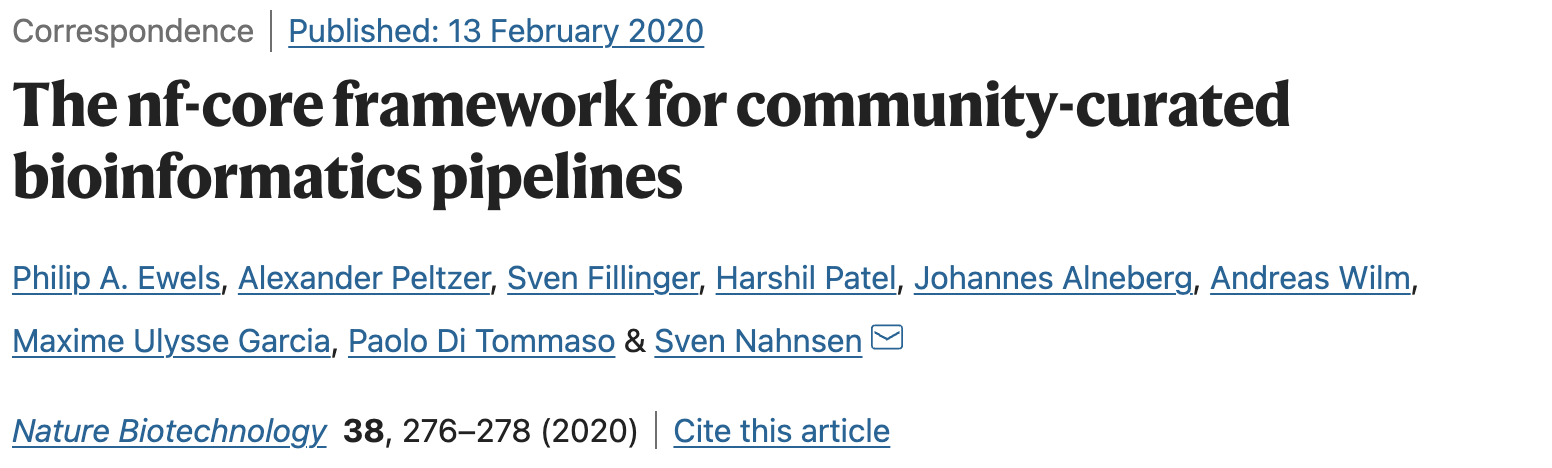 Correspondence | Published: 13 February 2020
The nf-core framework for community-curated
bioinformatics pipelines
Philip A. Ewels, Alexander Peltzer, Sven Fillinger, Harshil Patel, Johannes Alneberg, Andreas Wilm,
Maxime Ulysse Garcia, Paolo Di Tommaso & Sven Nahnsen
Nature Biotechnology 38, 276–278 (2020) | Cite this article